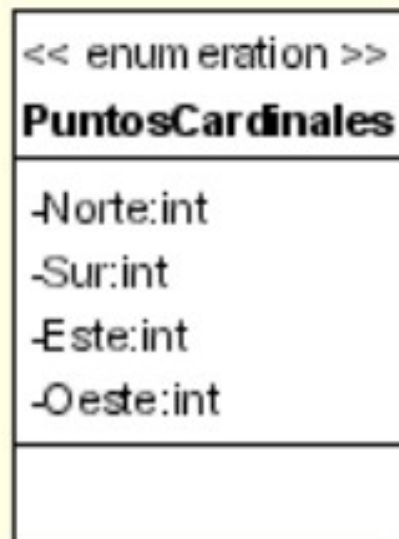 << enumeration >>
PuntosCardinales
-Norte:int
-Sur:int
-Este:int
-Oeste:int